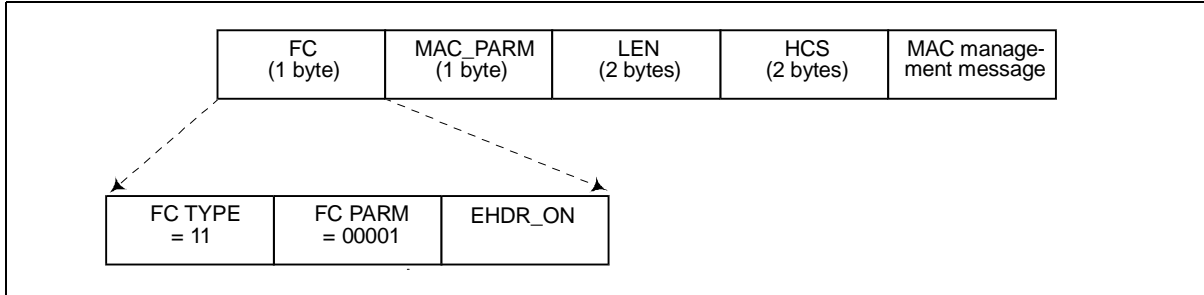 FC
(1 byte)
MAC_PARM
(1 byte)
LEN
(2 bytes)
HCS
(2 bytes)
MAC manage-
ment message
FC TYPE
= 11
FC PARM
= 00001
EHDR_ON